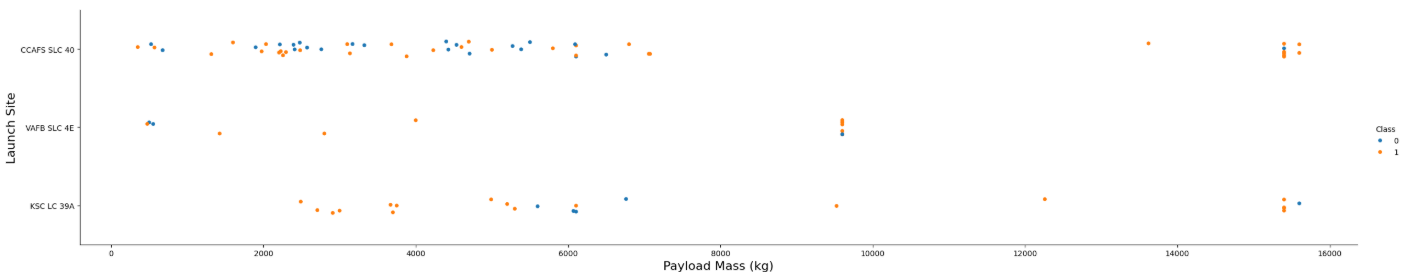 CCAFS SLC 40
VAFB SLC 4E
KSC LC 39A
Launch Site
0 2000 4000 6000 8000 10000 12000 14000 16000
Payload Mass (kg)
Class
0
1